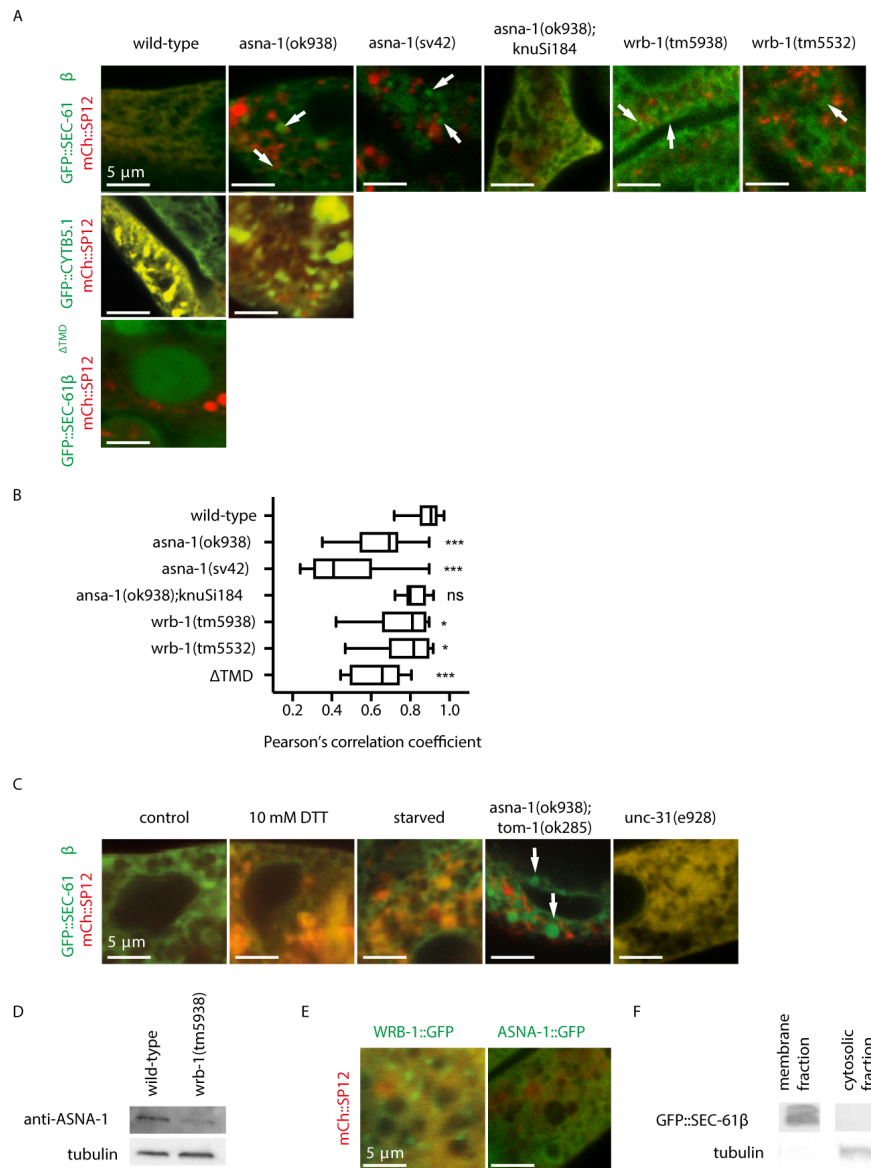 A
wild-type
asna-1(ok938)
asna-1(sv42)
asna-1(ok938);
knuSi184
wrb-1(tm5938)
wrb-1(tm5532)
GFP::SEC-61 β
mCh::SP12
5 µm
GFP::CYTB5.1
mCh::SP12
GFP::SEC-61β ΔTMD
mCh::SP12
B
wild-type
asna-1(ok938)
***
asna-1(sv42)
***
ansa-1(ok938);knuSi184
ns
wrb-1(tm5938)
*
wrb-1(tm5532)
*
ΔTMD
***
0.2 0.4 0.6 0.8 1.0
Pearson's correlation coefficient
C
control
10 mM DTT
starved
asna-1(ok938);
tom-1(ok285)
unc-31(e928)
GFP::SEC-61 β
mCh::SP12
5 µm
D
wild-type
wrb-1(tm5938)
anti-ASNA-1
tubulin
E
WRB-1::GFP
ASNA-1::GFP
mCh::SP12
5 µm
F
membrane
fraction
cytosolic
fraction
GFP::SEC-61β
tubulin